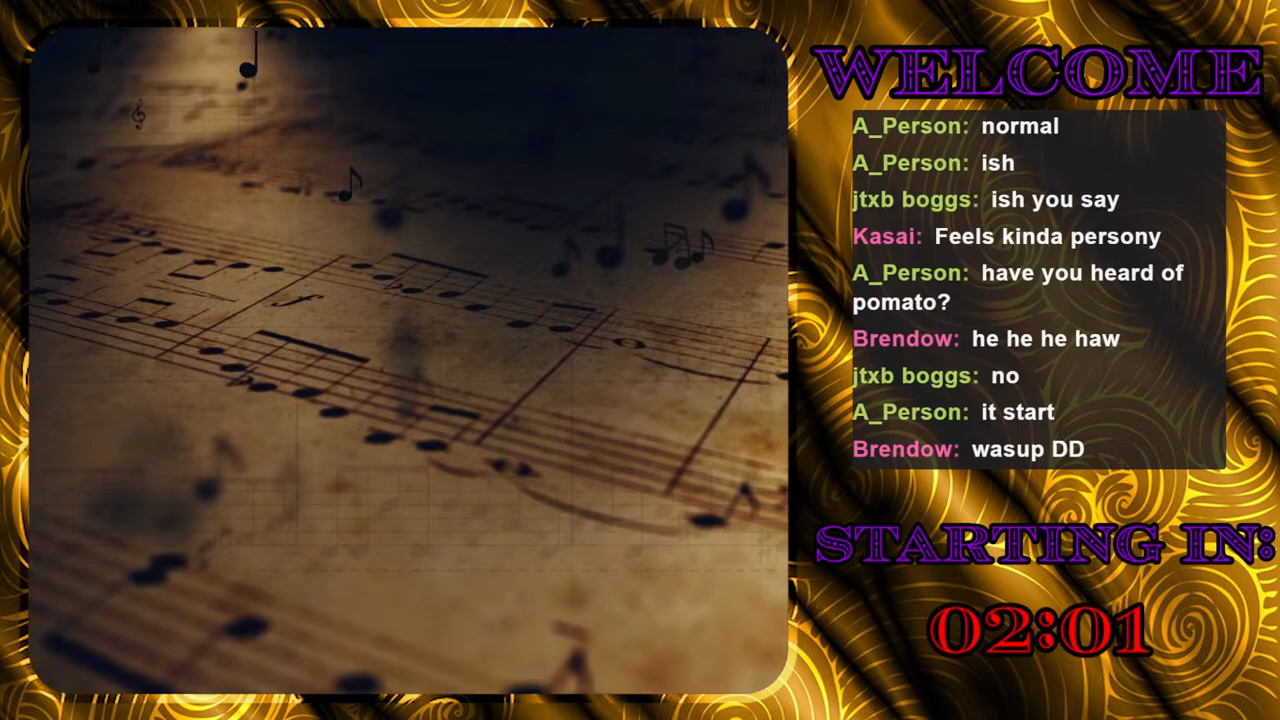 WELCOME
A_Person: normal
A_Person: ish
jtxb boggs: ish you say
Kasai: Feels kinda persony
A_Person: have you heard of
pomato?
Brendow: he he he haw
jtxb boggs: no
A_Person: it start
Brendow: wasup DD
STARTING IN:
02:01